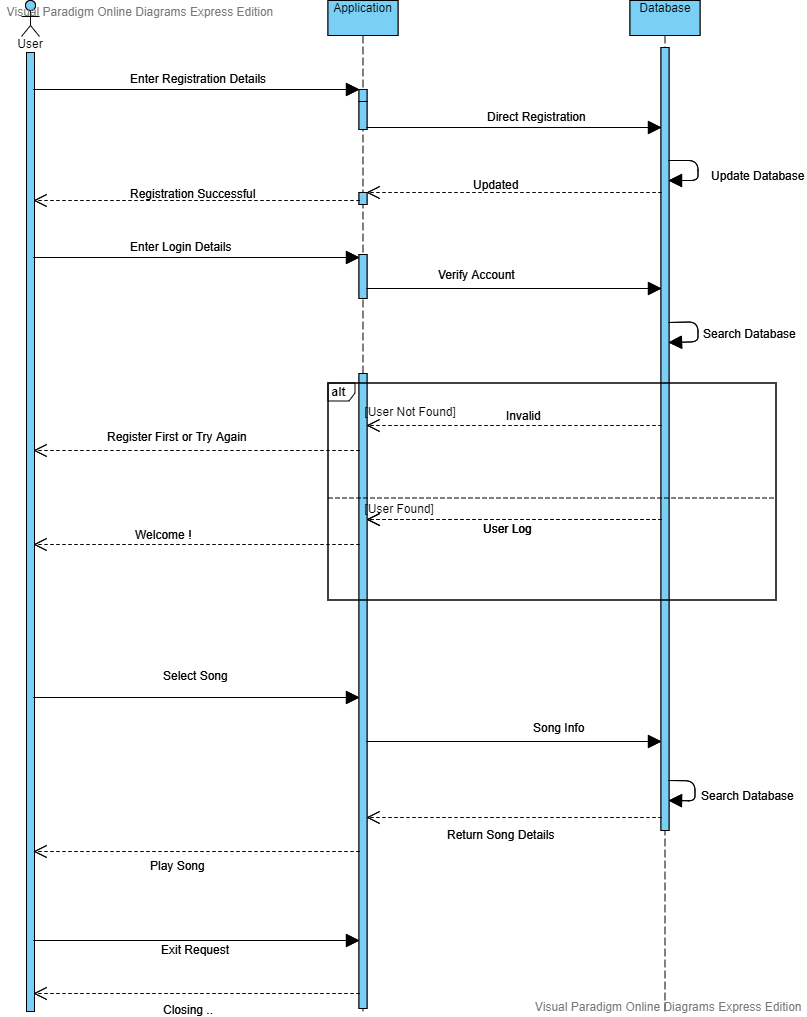 Visual Paradigm Online Diagrams Express Edition
Application
Database
User
Enter Registration Details
Direct Registration
Update Database
Updated
Registration Successful
Enter Login Details
Verify Account
Search Database
alt
[User Not Found]
Invalid
Register First or Try Again
[User Found]
User Log
Welcome !
Select Song
Song Info
Search Database
Return Song Details
Play Song
Exit Request
Closing ..
Visual Paradigm Online Diagrams Express Edition